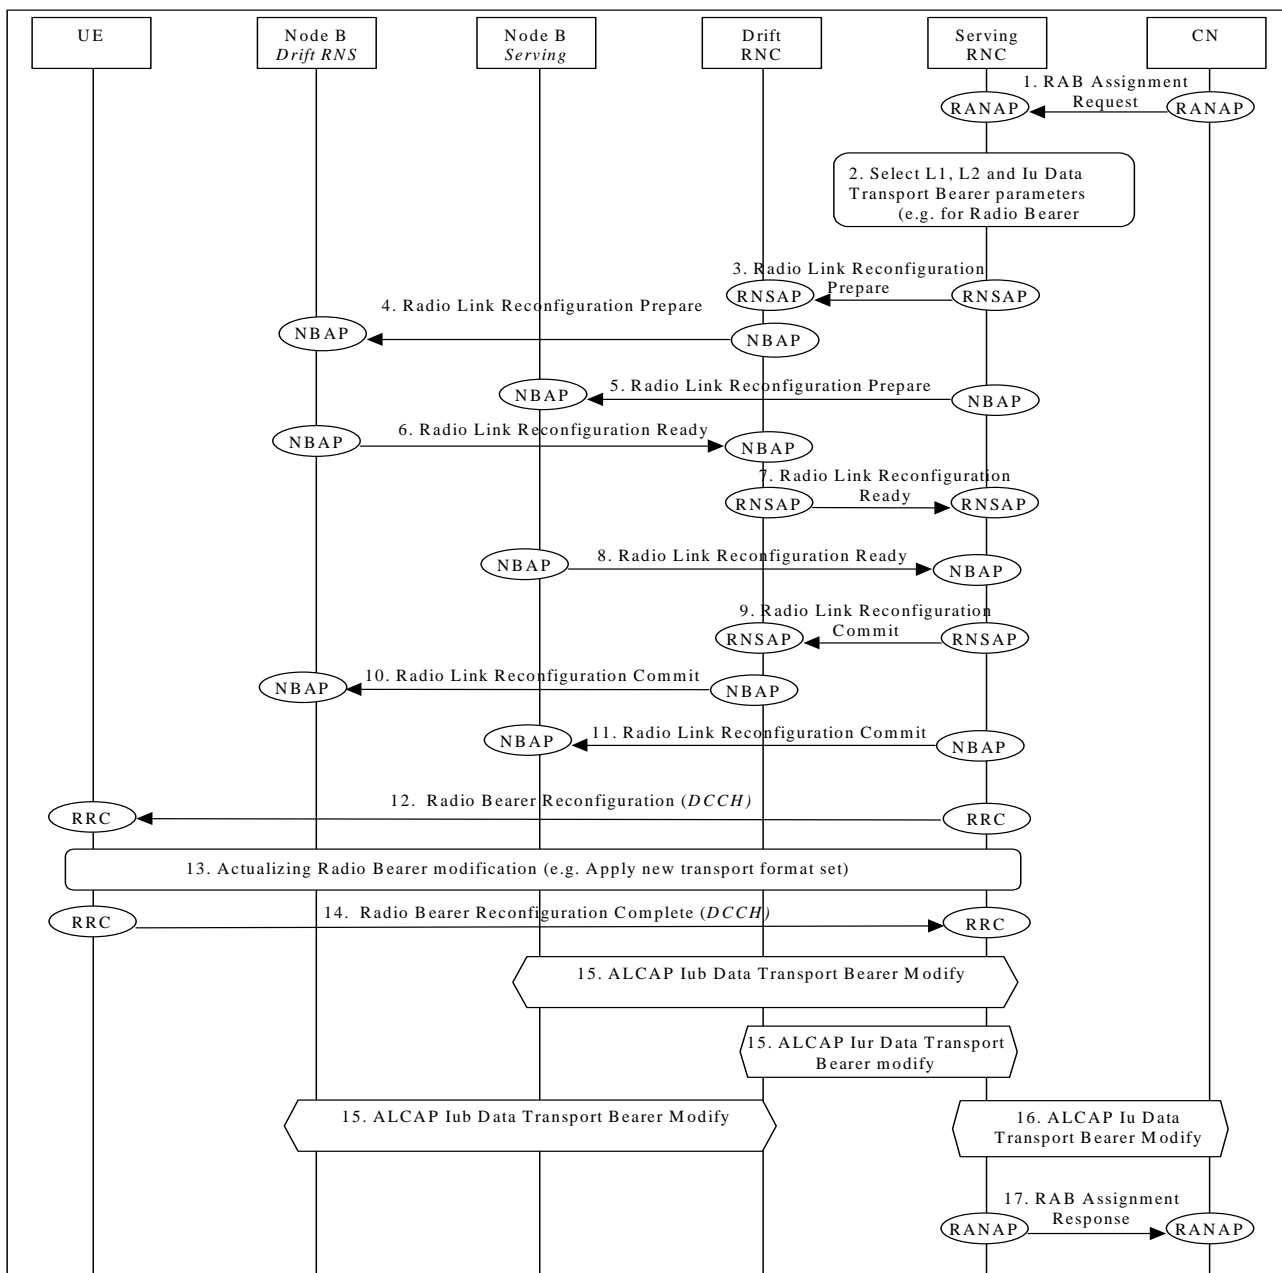 UE
Node B
Drift RNS
Node B
Serving
Drift
RNC
Serving
RNC
CN
1. RAB Assignment
Request
RANAP
RANAP
2. Select L1, L2 and Iu Data
Transport Bearer parameters
(e.g. for Radio Bearer
3. Radio Link Reconfiguration
Prepare
RNSAP
RNSAP
4. Radio Link Reconfiguration Prepare
NBAP
NBAP
5. Radio Link Reconfiguration Prepare
NBAP
NBAP
6. Radio Link Reconfiguration Ready
NBAP
NBAP
7. Radio Link Reconfiguration
Ready
RNSAP
RNSAP
8. Radio Link Reconfiguration Ready
NBAP
NBAP
9. Radio Link Reconfiguration
Commit
RNSAP
RNSAP
10. Radio Link Reconfiguration Commit
NBAP
NBAP
11. Radio Link Reconfiguration Commit
NBAP
NBAP
12. Radio Bearer Reconfiguration (DCCH)
RRC
RRC
13. Actualizing Radio Bearer modification (e.g. Apply new transport format set)
14. Radio Bearer Reconfiguration Complete (DCCH)
RRC
RRC
15. ALCAP Iub Data Transport Bearer Modify
15. ALCAP Iur Data Transport
Bearer modify
15. ALCAP Iub Data Transport Bearer Modify
16. ALCAP Iu Data
Transport Bearer Modify
17. RAB Assignment
Response
RANAP
RANAP